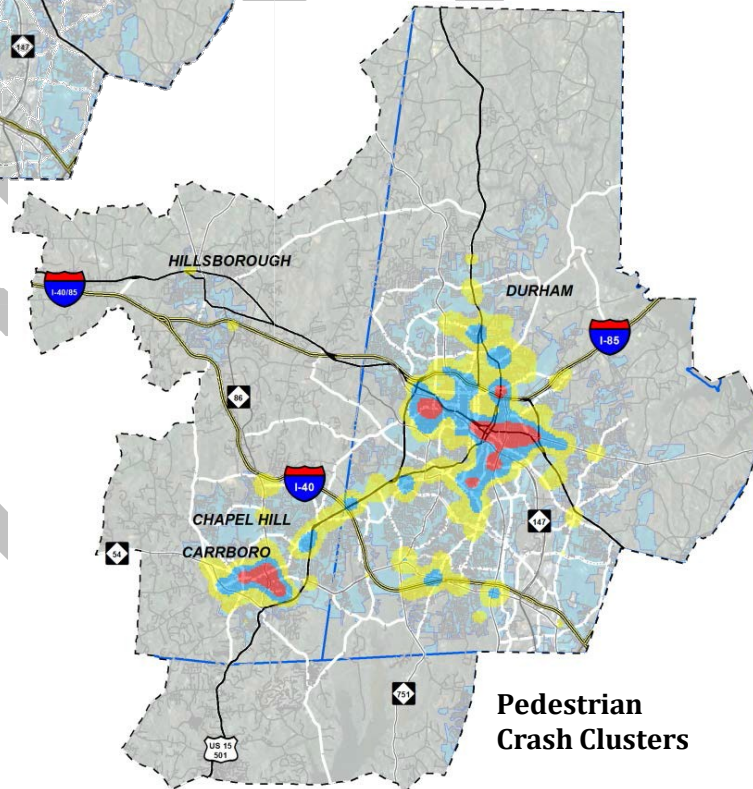 147
HILLSBOROUGH
I-40/85
DURHAM
I-85
86
I-40
CHAPEL HILL
CARRBORO
147
54
751
US 15
501
Pedestrian
Crash Clusters